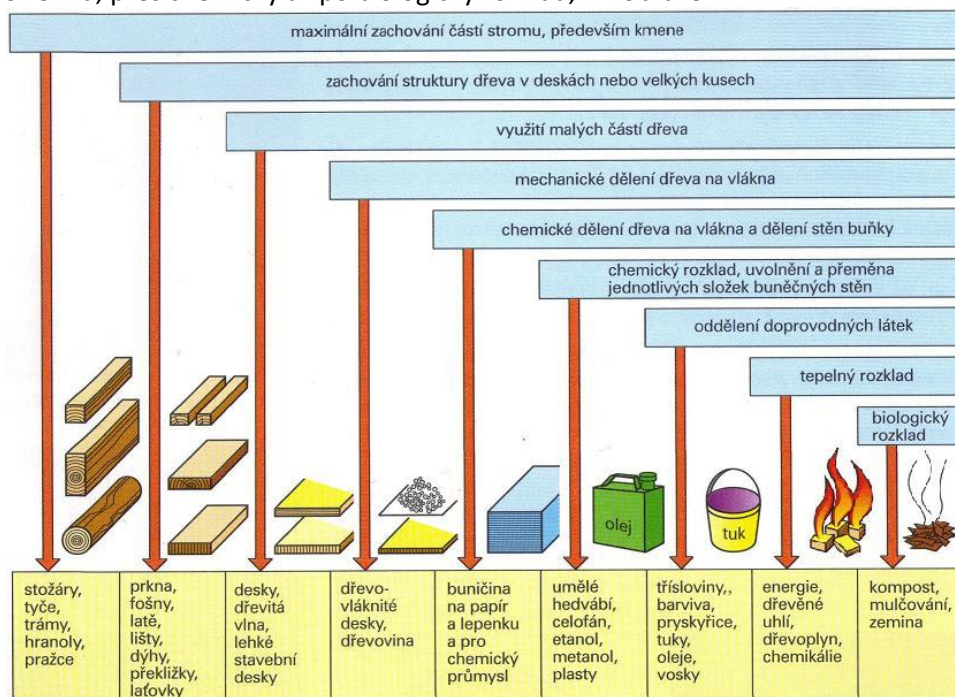 maximální zachování částí stromu, především kmene
zachování struktury dřeva v deskách nebo velkých kusech
využití malých částí dřeva
mechanické dělení dřeva na vlákna
chemické dělení dřeva na vlákna a dělení stěn buňky
chemický rozklad, uvolnění a přeměna
jednotlivých složek buněčných stěn
oddělení doprovodných látek
tepelný rozklad
biologický
rozklad
olej
tuk
stožáry,
tyče,
trámy,
hranoly,
pražce
prkna,
fošny,
latě,
lišty,
dýhy,
překližky,
laťovky
desky,
dřevitá
vlna,
lehké
stavební
desky
dřevo-
vláknité
desky,
dřevovina
buničina
na papír
a lepenku
a pro
chemický
průmysl
umělé
hedvábí,
celofán,
etanol,
metanol,
plasty
třísloviny,,
barviva,
pryskyřice,
tuky,
oleje,
vosky
energie,
dřevěné
uhlí,
dřevoplyn,
chemikálie
kompost,
mulčování,
zemina